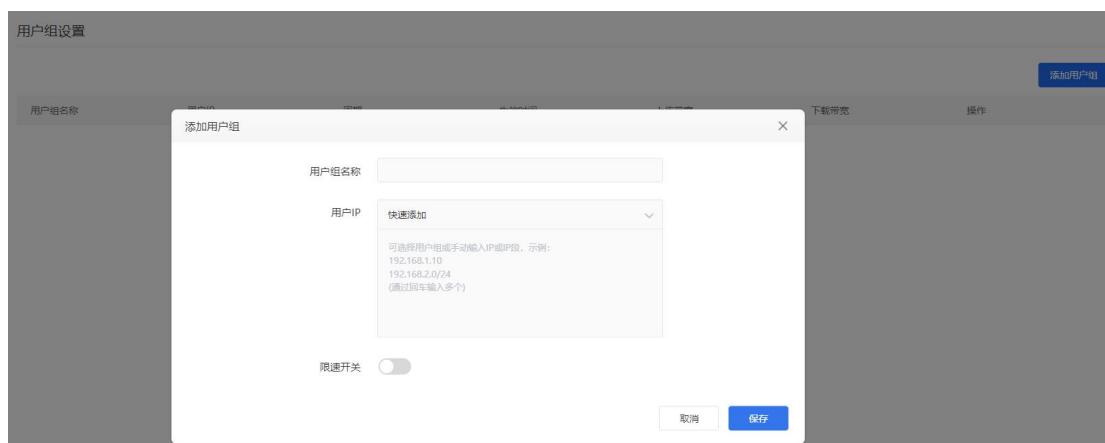 用户组设置
添加用户组
用户组名称 下载带宽 操作
添加用户组
用户组名称
用户IP
快速添加
可选择用户组或手动输入IP或IP段，示例：
192.168.1.10
192.168.2.0/24
(通过回车输入多个)
限速开关
取消 保存